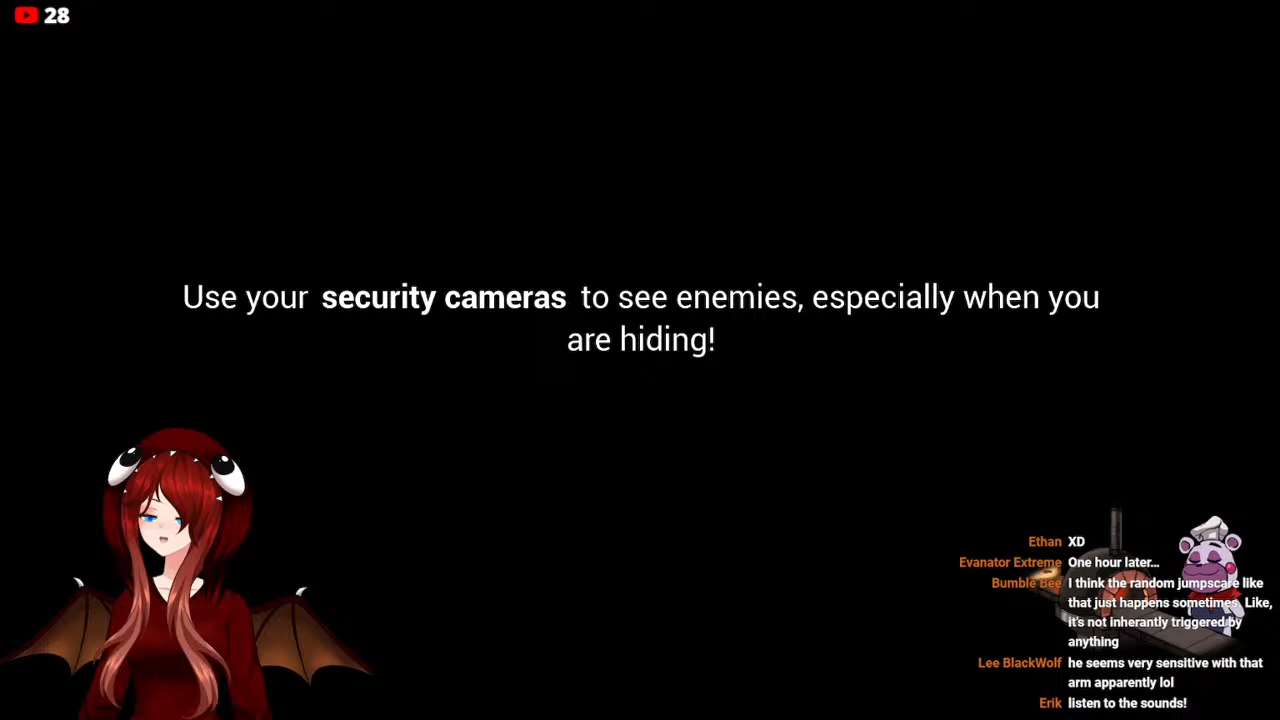 28
Use your security cameras to see enemies, especially when you
are hiding!
Ethan XD
Evanator Extreme One hour later...
Bumble Bee I think the random jumpscare like
that just happens sometimes. Like,
it's not inherantly triggered by
anything
Lee BlackWolf he seems very sensitive with that
arm apparently lol
Erik listen to the sounds!